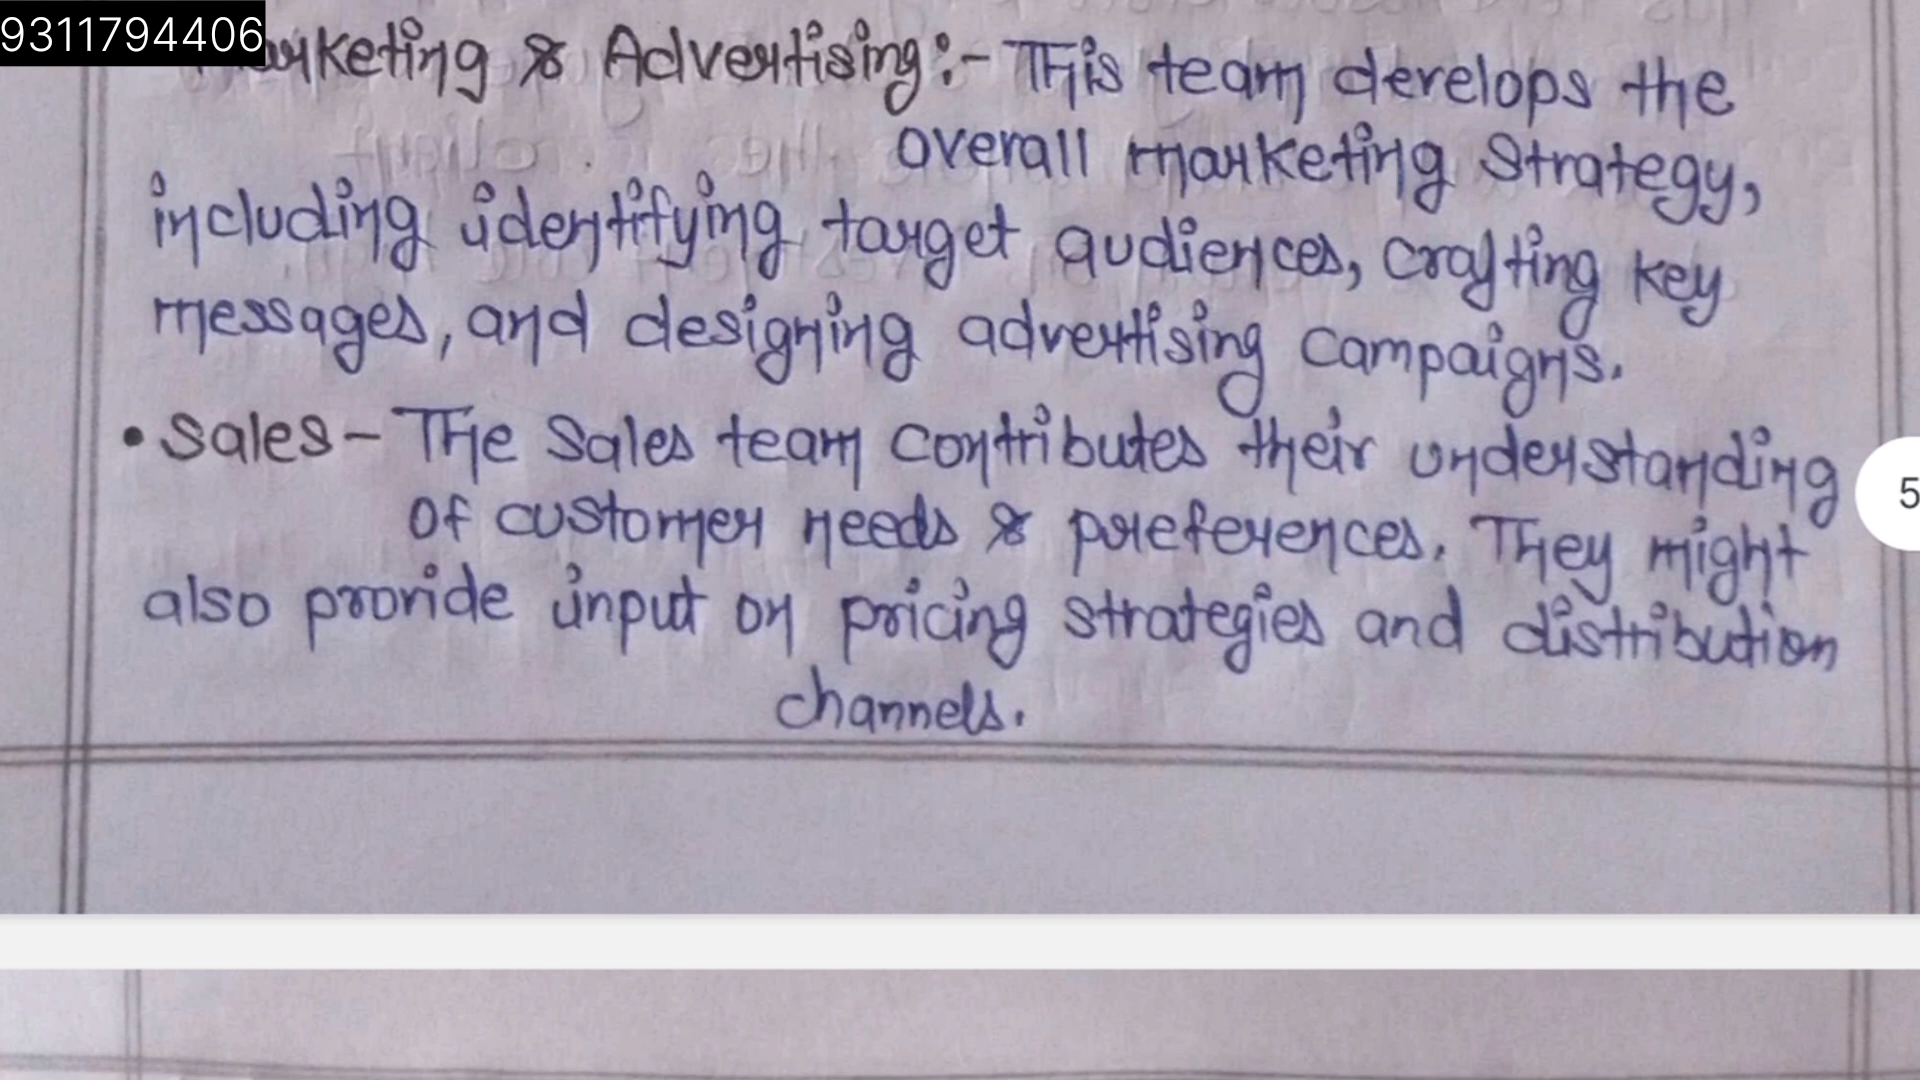 9311794406
Marketing & Advertising:- This team develops the
overall marketing Strategy,
including identifying target audiences, crafting key
messages, and designing advertising campaigns.
• Sales - The Sales team contributes their understanding
of customer needs & preferences. They might
also provide input on pricing strategies and distribution
channels.
5